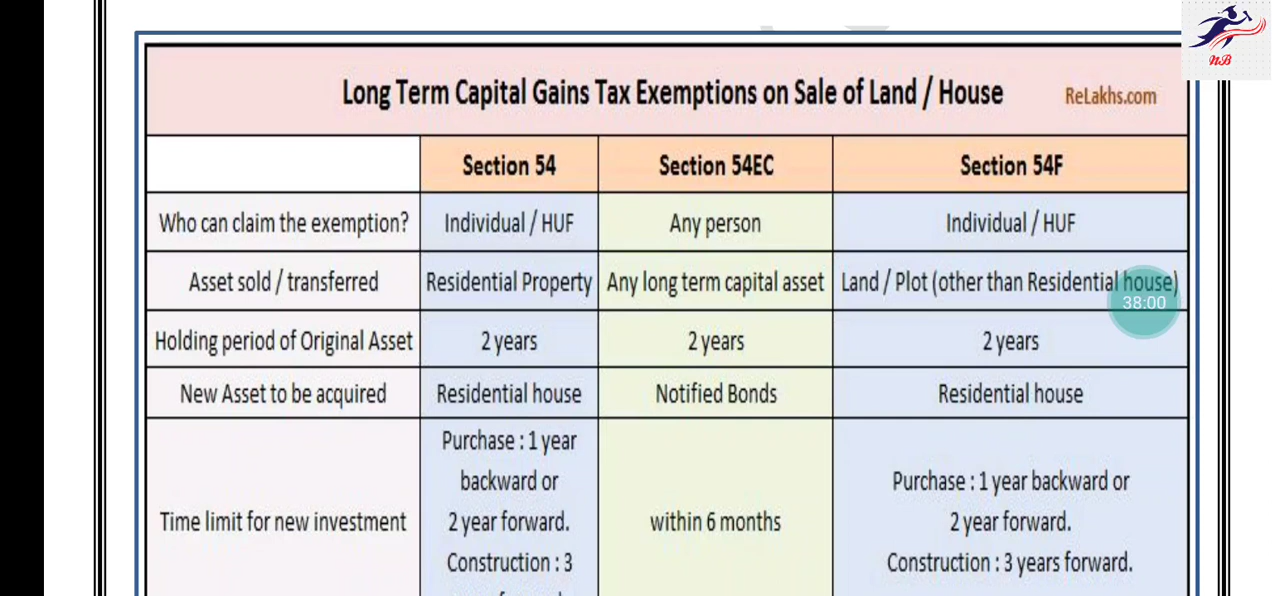 NB
Long Term Capital Gains Tax Exemptions on Sale of Land / House
ReLakhs.com
Section 54
Section 54EC
Section 54F
Who can claim the exemption?
Individual / HUF
Any person
Individual / HUF
Asset sold / transferred
Residential Property
Any long term capital asset
Land / Plot (other than Residential house)
38:00
Holding period of Original Asset
2 years
2 years
2 years
New Asset to be acquired
Residential house
Notified Bonds
Residential house
Time limit for new investment
Purchase : 1 year
backward or
2 year forward.
Construction : 3
within 6 months
Purchase : 1 year backward or
2 year forward.
Construction : 3 years forward.